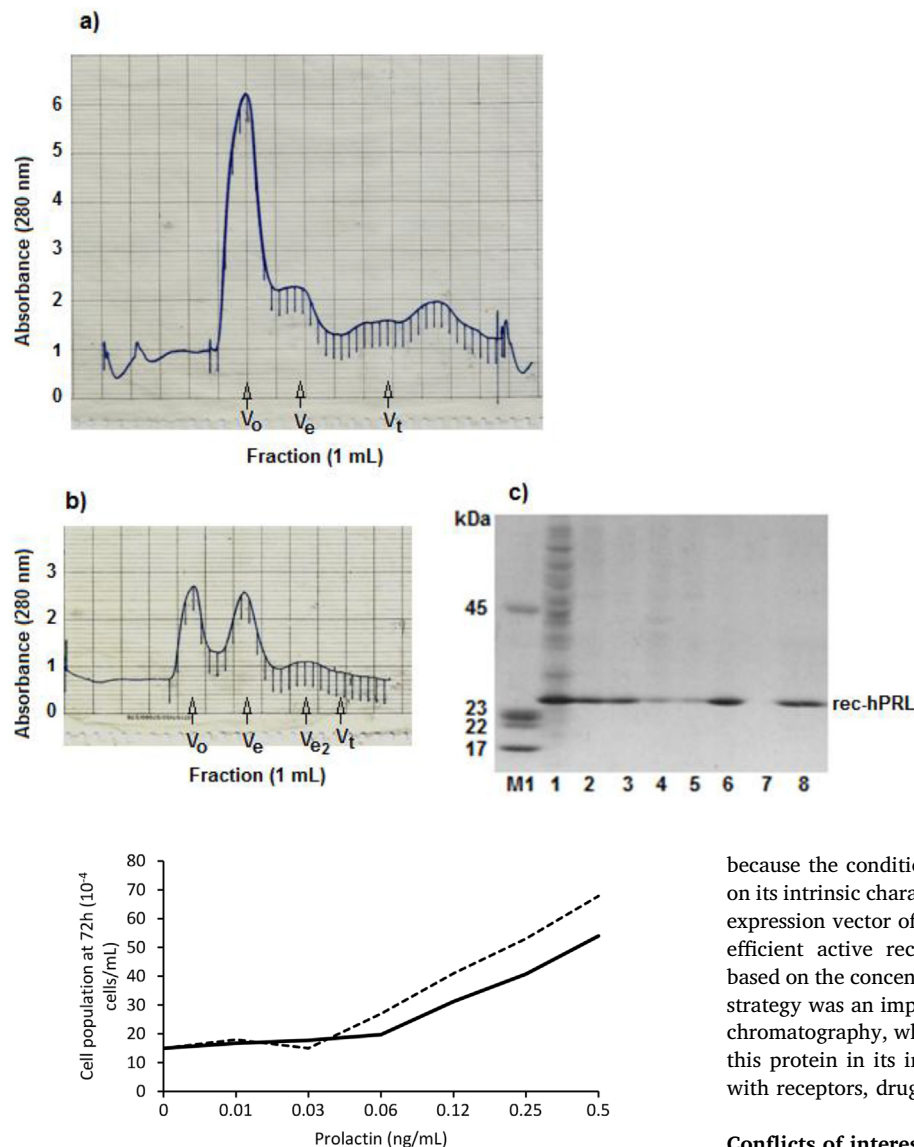 a)
6
5
4
3
2
1
0
Absorbance (280 nm)
Vo
Ve
Vt
Fraction (1 mL)
b)
3
2
1
0
Absorbance (280 nm)
Vo
Ve
Ve2
Vt
Fraction (1 mL)
c)
kDa
45
23
22
17
rec-hPRL
M1 1 2 3 4 5 6 7 8
80
70
60
50
40
30
20
10
0
Cell population at 72h (10-4
cells/mL)
0 0.01 0.03 0.06 0.12 0.25 0.5
Prolactin (ng/mL)
because the conditio
on its intrinsic chara
expression vector of
efficient active rec
based on the concen
strategy was an imp
chromatography, wh
this protein in its in
with receptors, drug
Conflicts of interes